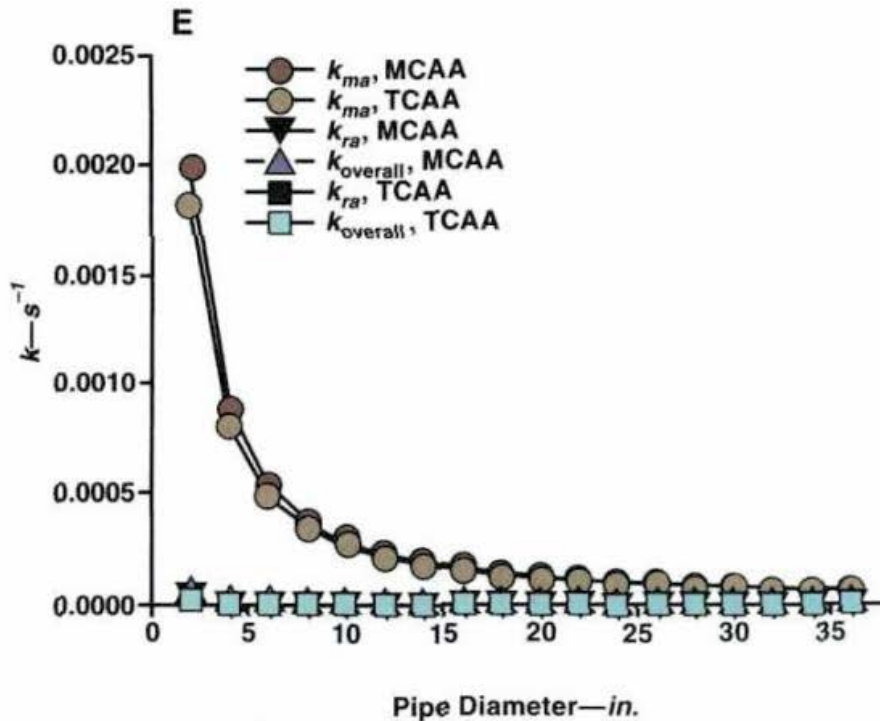 E
0.0025
0.0020
0.0015
0.0010
0.0005
0.0000
k—s⁻¹
k_ma, MCAA
k_ma, TCAA
k_ra, MCAA
k_overall, MCAA
k_ra, TCAA
k_overall, TCAA
0 5 10 15 20 25 30 35
Pipe Diameter—in.